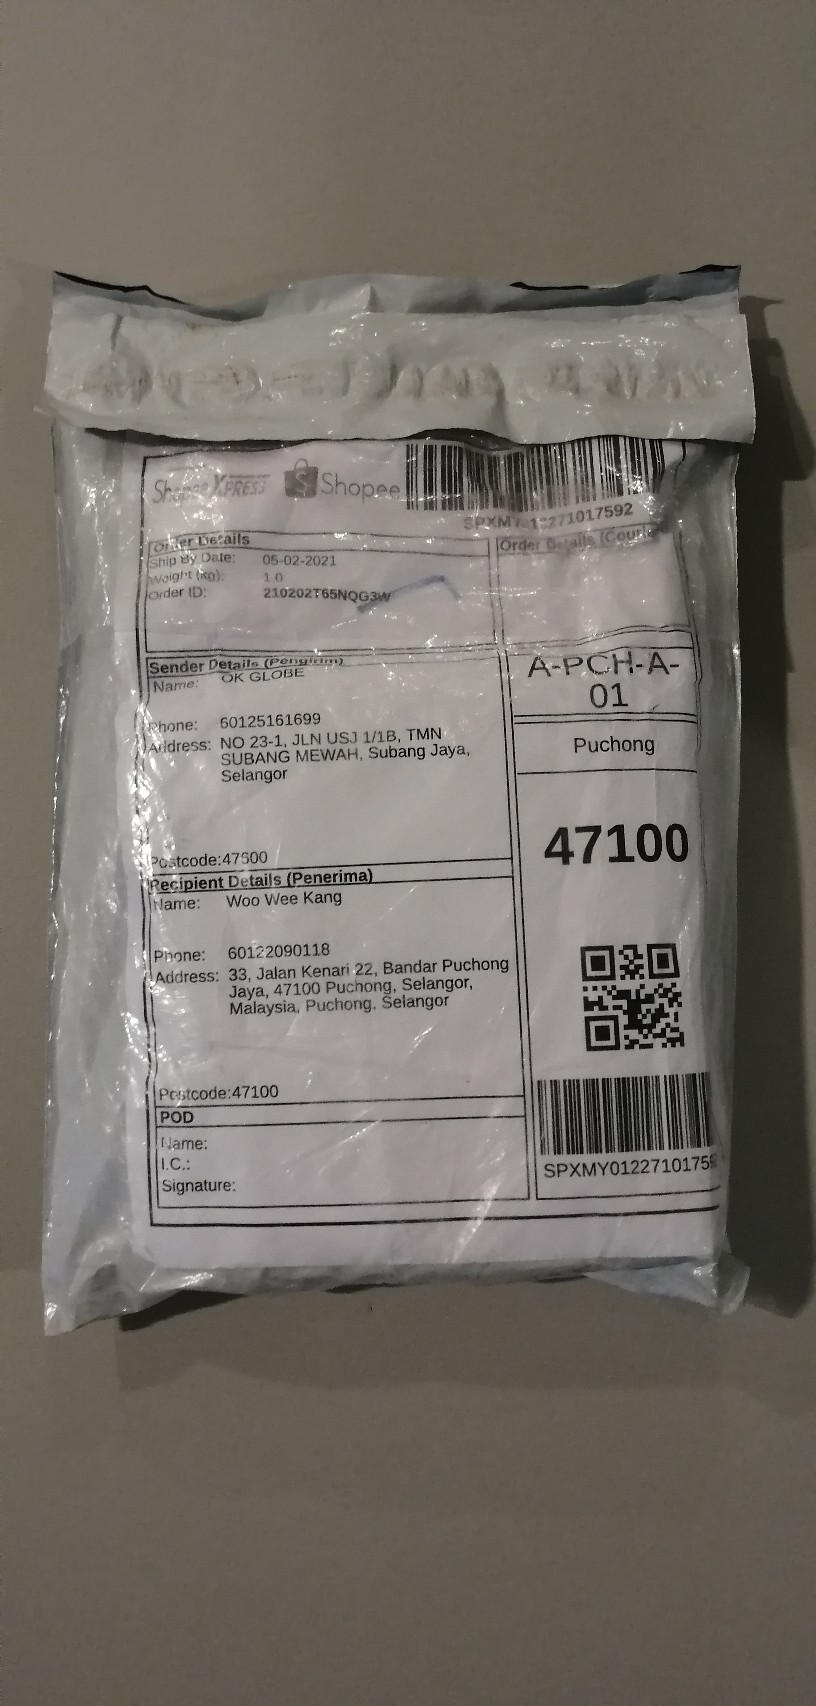 Shopee XPRESS Shopee
Order Details
Order Details (Courier
Ship By Date: 05-02-2021
Weight (kg): 1.0
Order ID: 210202T65NQG3W
Sender Details (Pengirim)
Name: OK GLOBE
Phone: 60125161699
Address: NO 23-1, JLN USJ 1/1B, TMN
SUBANG MEWAH, Subang Jaya,
Selangor
Postcode:47600
A-PCH-A-
01
Puchong
47100
Recipient Details (Penerima)
Name: Woo Wee Kang
Phone: 60122090118
Address: 33, Jalan Kenari 22, Bandar Puchong
Jaya, 47100 Puchong, Selangor,
Malaysia, Puchong, Selangor
Postcode:47100
POD
Name:
I.C.:
Signature:
SPXMY01227101759